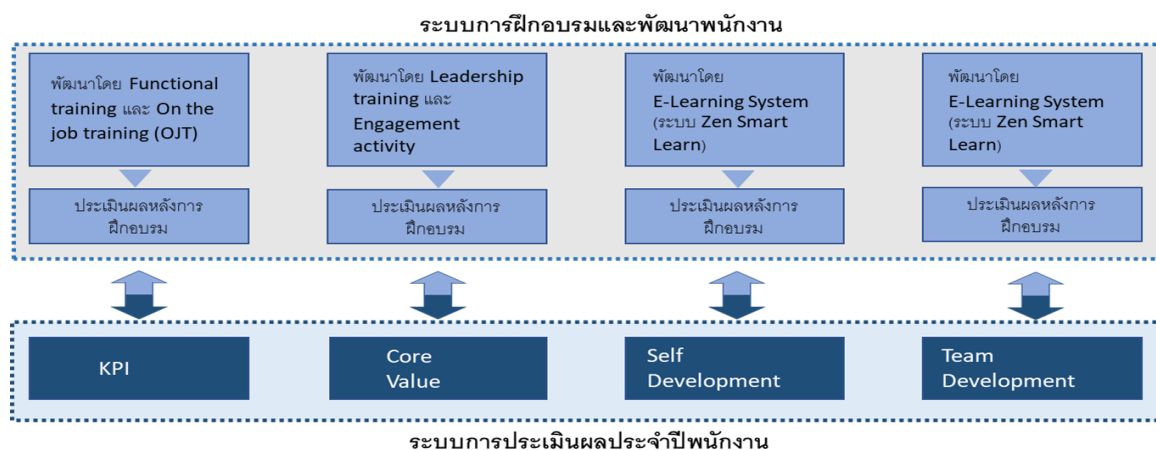 ระบบการฝึกอบรมและพัฒนาพนักงาน
พัฒนาโดย Functional
training และ On the
job training (OJT)
พัฒนาโดย Leadership
training และ
Engagement
activity
พัฒนาโดย
E-Learning System
(ระบบ Zen Smart
Learn)
พัฒนาโดย
E-Learning System
(ระบบ Zen Smart
Learn)
ประเมินผลหลังการ
ฝึกอบรม
ประเมินผลหลังการ
ฝึกอบรม
ประเมินผลหลังการ
ฝึกอบรม
ประเมินผลหลังการ
ฝึกอบรม
KPI
Core
Value
Self
Development
Team
Development
ระบบการประเมินผลประจำปีพนักงาน